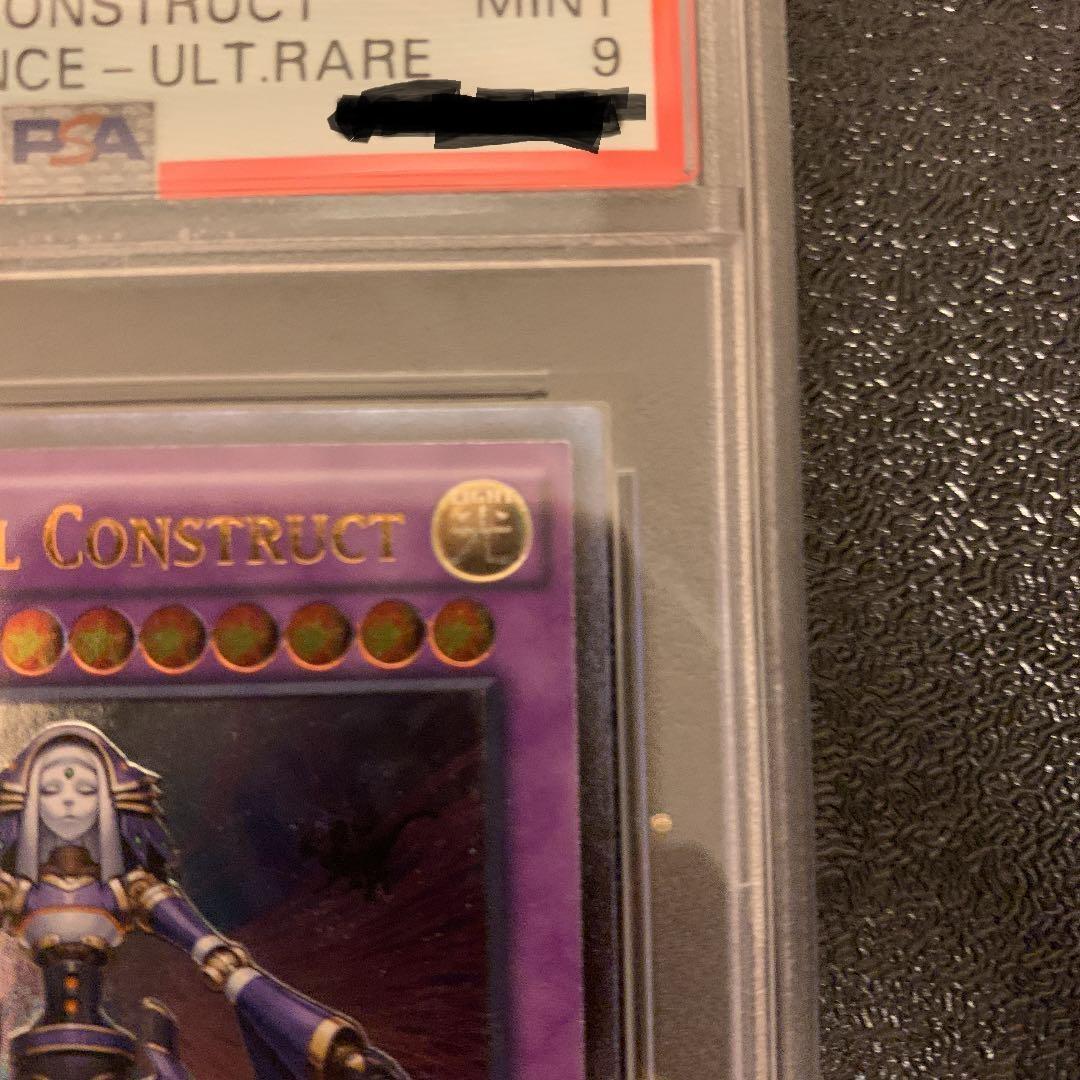 ONSTRUCT MINT
NCE – ULT.RARE 9
PSA
L CONSTRUCT
LIGHT
光